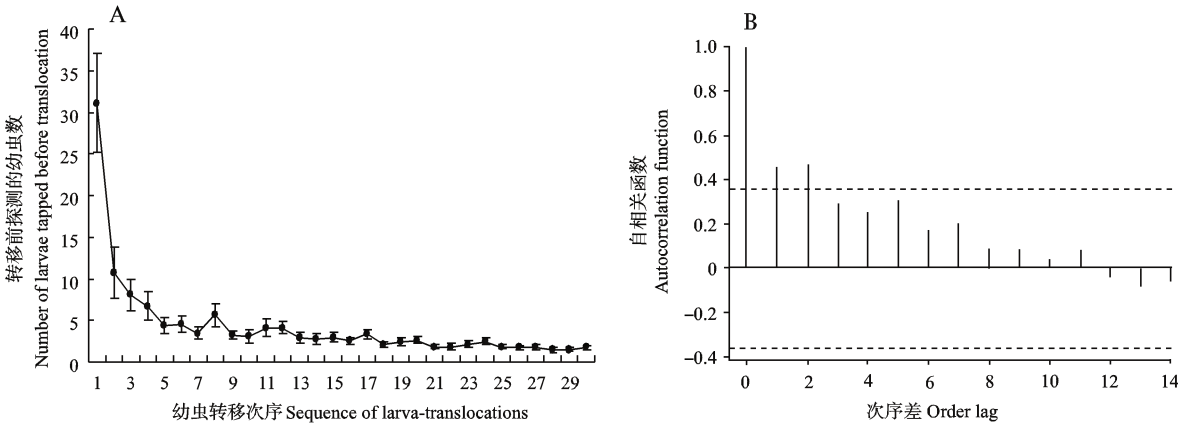 A
转移前探测的幼虫数
Number of larvae tapped before translocation
40
35
30
25
20
15
10
5
0
1 3 5 7 9 11 13 15 17 19 21 23 25 27 29
幼虫转移次序 Sequence of larva-translocations
B
自相关函数
Autocorrelation function
1.0
0.8
0.6
0.4
0.2
0
−0.2
−0.4
0 2 4 6 8 10 12 14
次序差 Order lag